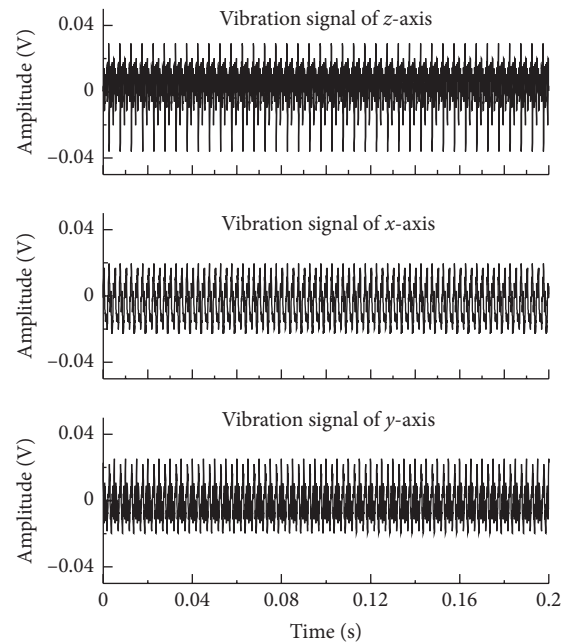 Vibration signal of z-axis
0.04
0
−0.04
Amplitude (V)
Vibration signal of x-axis
0.04
0
−0.04
Amplitude (V)
Vibration signal of y-axis
0.04
0
−0.04
Amplitude (V)
0 0.04 0.08 0.12 0.16 0.2
Time (s)